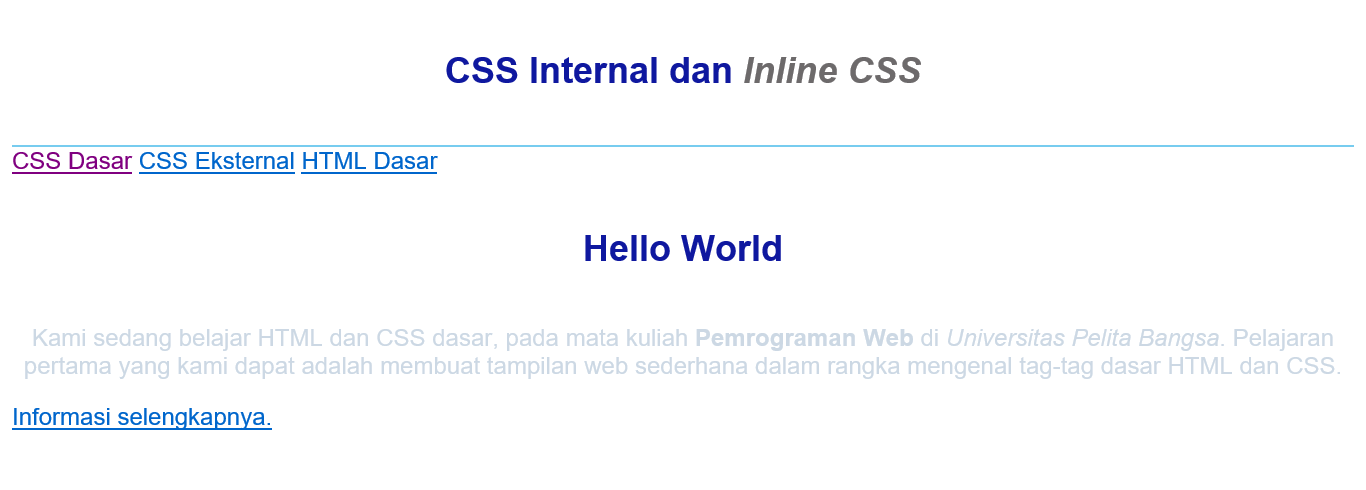 CSS Internal dan Inline CSS
CSS Dasar CSS Eksternal HTML Dasar
Hello World
Kami sedang belajar HTML dan CSS dasar, pada mata kuliah Pemrograman Web di Universitas Pelita Bangsa. Pelajaran
pertama yang kami dapat adalah membuat tampilan web sederhana dalam rangka mengenal tag-tag dasar HTML dan CSS.
Informasi selengkapnya.